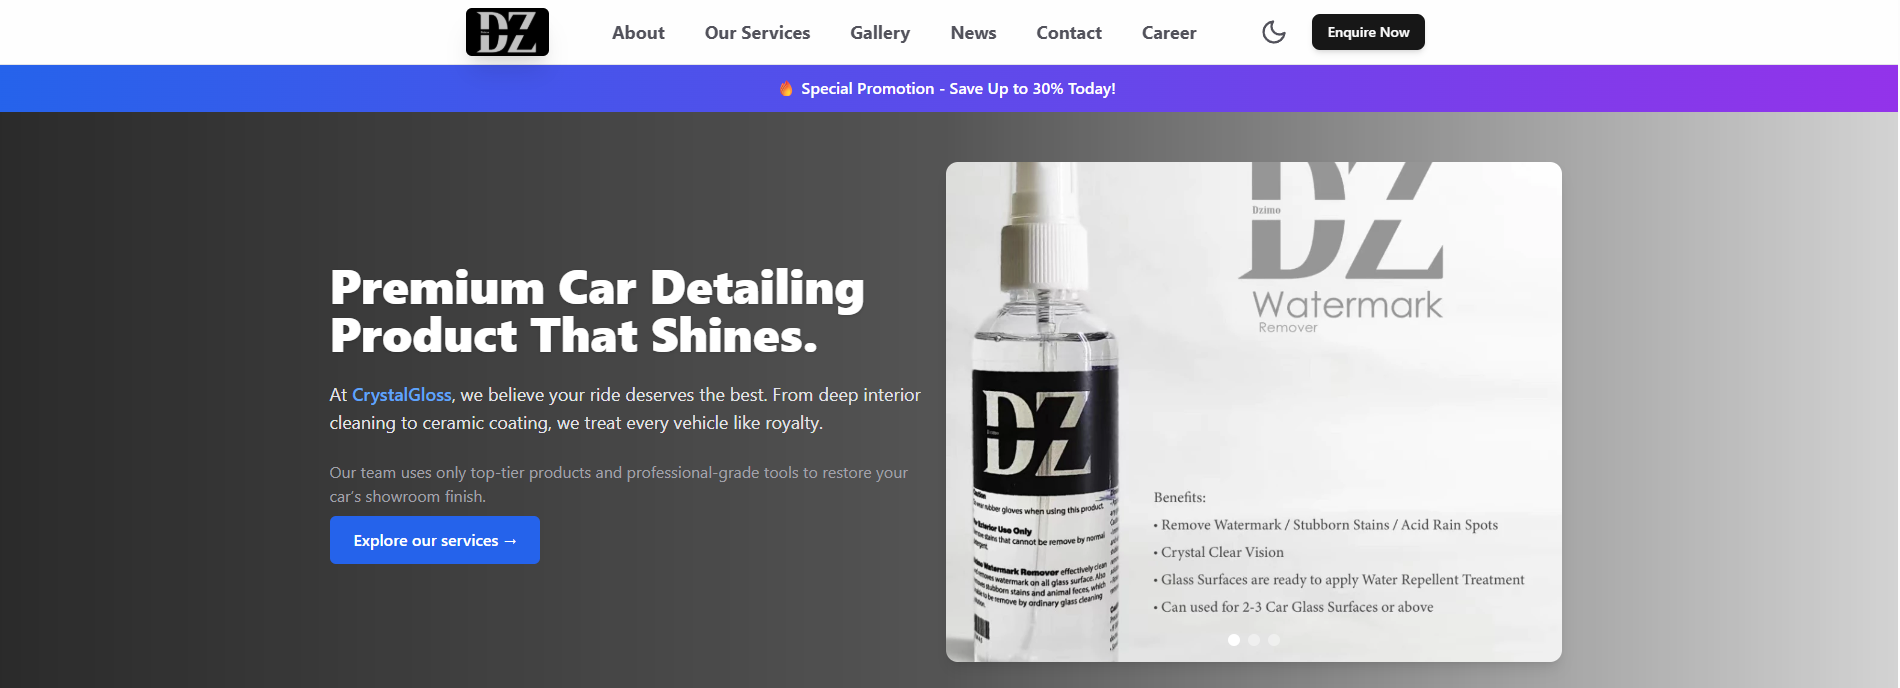 DZ
About
Our Services
Gallery
News
Contact
Career
Enquire Now
🔥 Special Promotion - Save Up to 30% Today!
Premium Car Detailing
Product That Shines.
At CrystalGloss, we believe your ride deserves the best. From deep interior
cleaning to ceramic coating, we treat every vehicle like royalty.
Our team uses only top-tier products and professional-grade tools to restore your
car's showroom finish.
Explore our services →
DZ
Dzimo
Watermark
Remover
DZ
Caution
wear rubber gloves when using this product.
Exterior Use Only
stains that cannot be remove by normal
Watermark Remover effectively clean
watermark on all glass surface. Also
stubborn stains and animal feces, which
to be remove by ordinary glass cleaning
Benefits:
• Remove Watermark / Stubborn Stains / Acid Rain Spots
• Crystal Clear Vision
• Glass Surfaces are ready to apply Water Repellent Treatment
• Can used for 2-3 Car Glass Surfaces or above